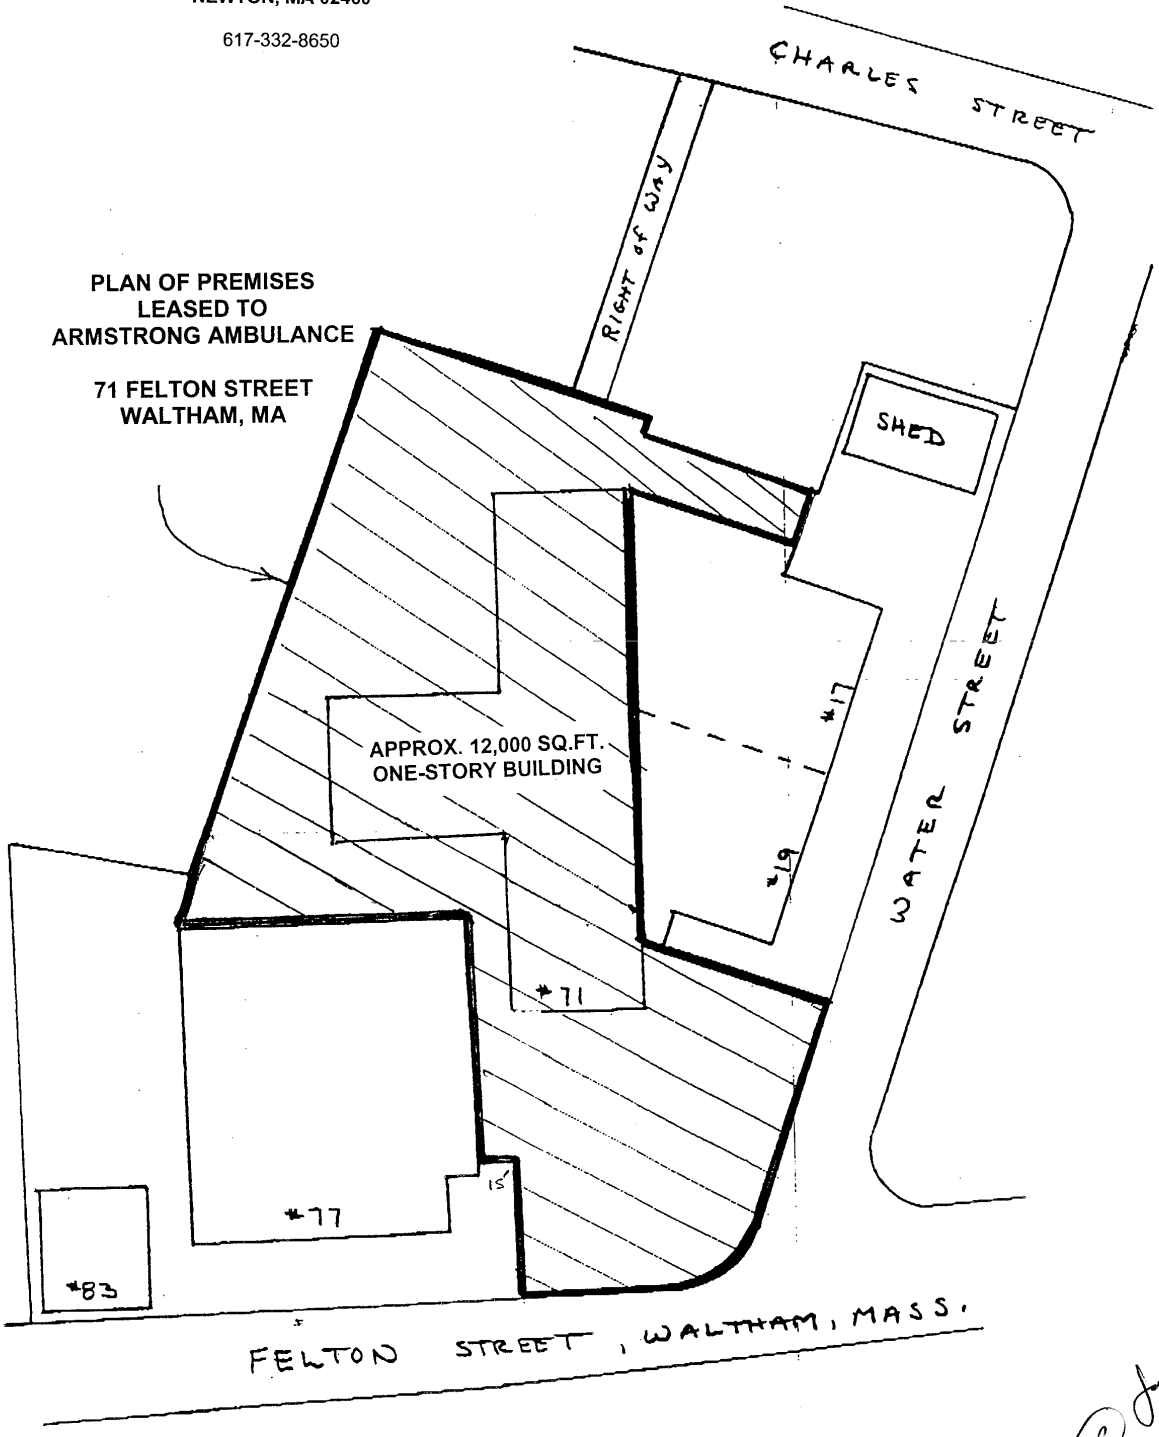 617-332-8650
CHARLES STREET
RIGHT of WAY
PLAN OF PREMISES
LEASED TO
ARMSTRONG AMBULANCE
71 FELTON STREET
WALTHAM, MA
SHED
#17
WATER STREET
APPROX. 12,000 SQ.FT.
ONE-STORY BUILDING
#19
#71
15'
#77
#83
FELTON STREET, WALTHAM, MASS.